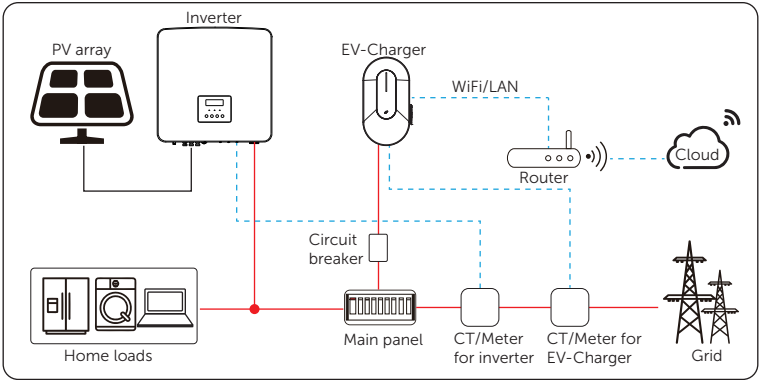 Inverter
PV array
EV-Charger
WiFi/LAN
Cloud
Router
Circuit
breaker
Main panel
CT/Meter
for inverter
CT/Meter for
EV-Charger
Grid
Home loads